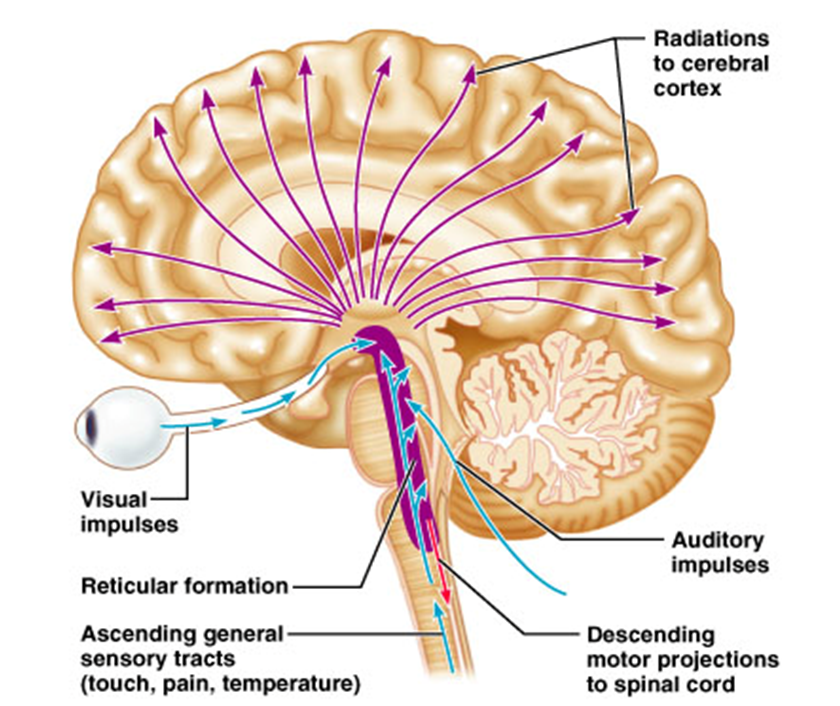 Radiations
to cerebral
cortex
Visual
impulses
Auditory
impulses
Reticular formation
Ascending general
sensory tracts
(touch, pain, temperature)
Descending
motor projections
to spinal cord